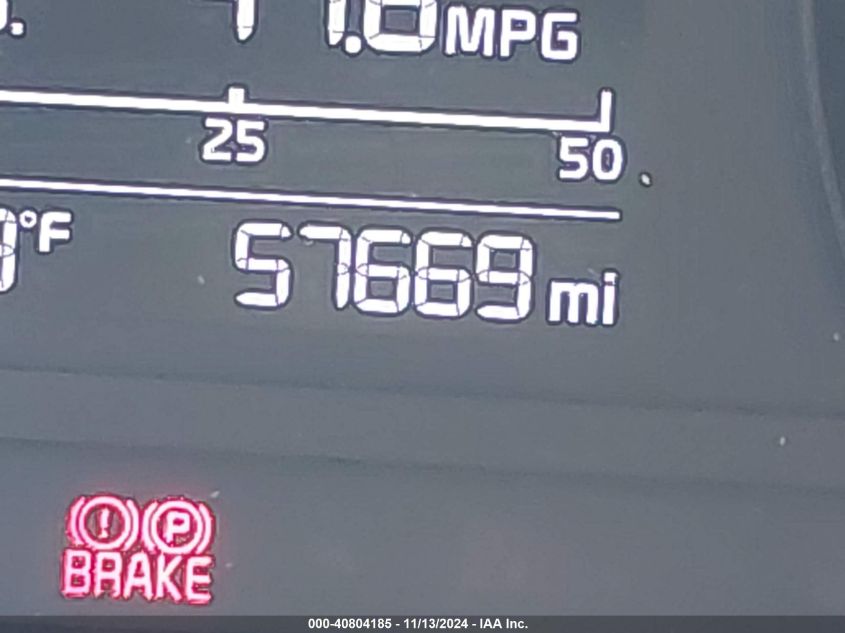 MPG
25 50
°F 57669 mi
P
BRAKE
000-40804185 - 11/13/2024 - IAA Inc.